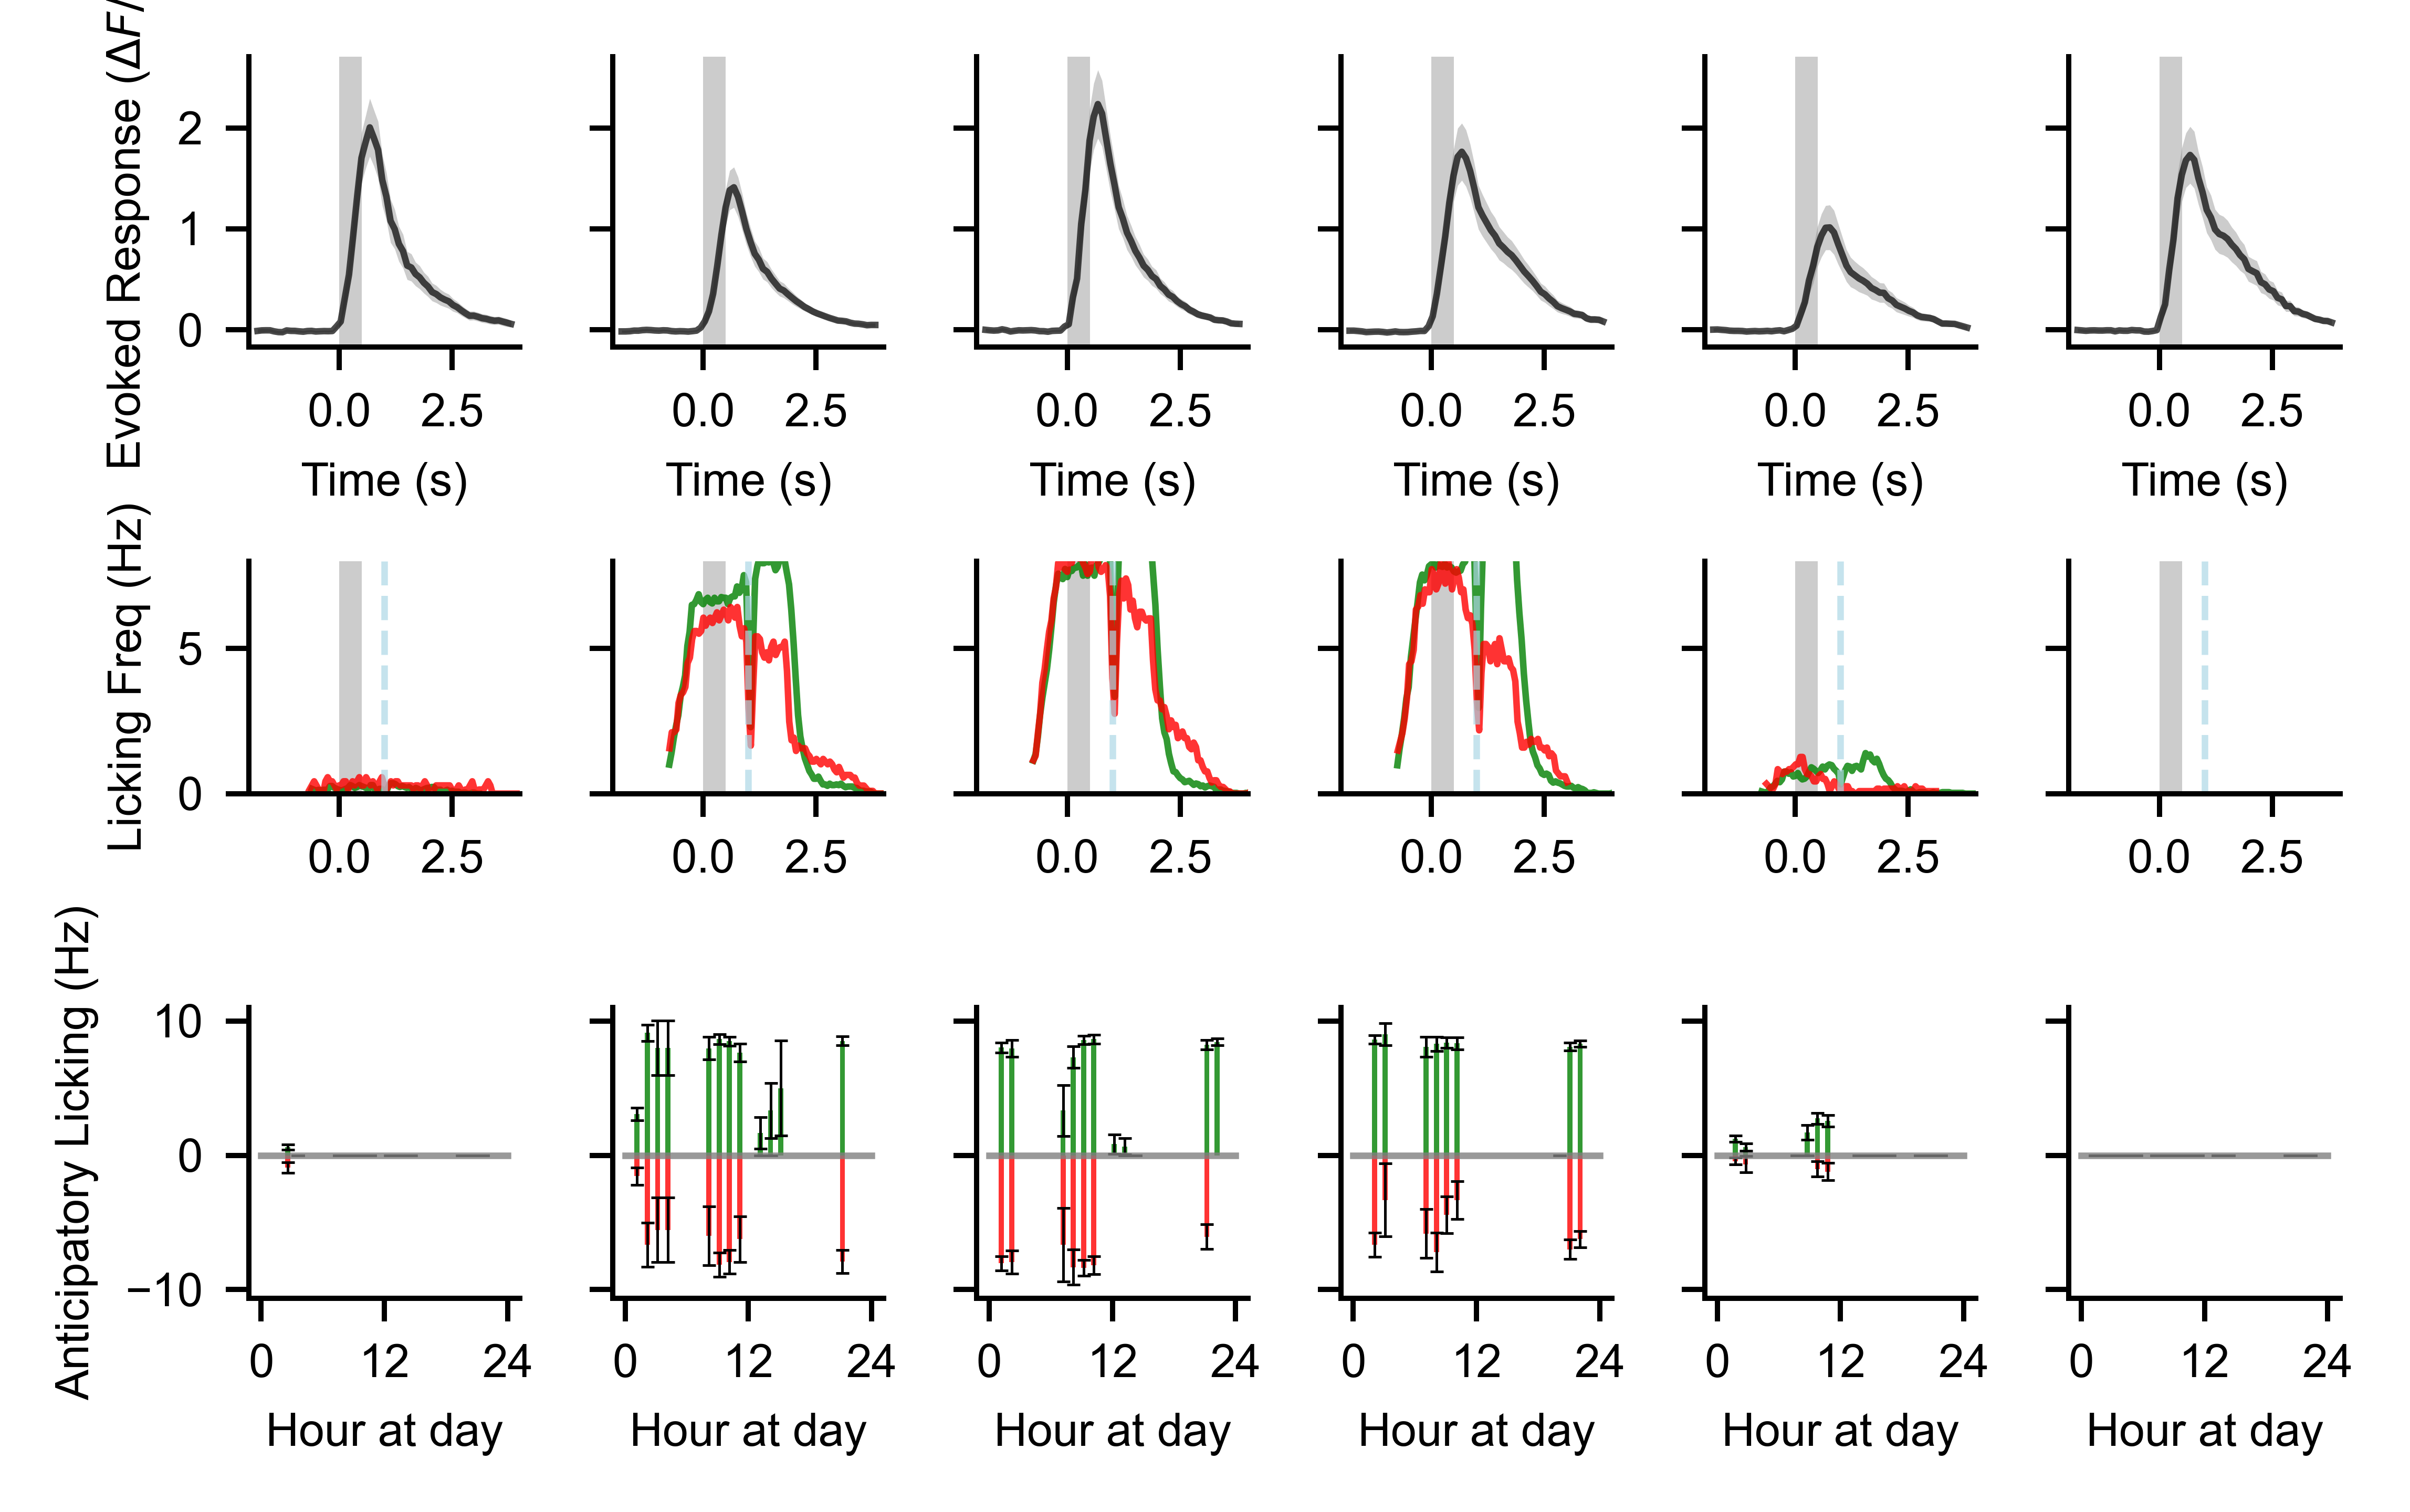 Evoked Response (ΔF/
2
1
0
0.0 2.5 0.0 2.5 0.0 2.5 0.0 2.5 0.0 2.5 0.0 2.5
Time (s) Time (s) Time (s) Time (s) Time (s) Time (s)
Licking Freq (Hz)
5
0
0.0 2.5 0.0 2.5 0.0 2.5 0.0 2.5 0.0 2.5 0.0 2.5
Anticipatory Licking (Hz)
10
0
−10
0 12 24 0 12 24 0 12 24 0 12 24 0 12 24 0 12 24
Hour at day Hour at day Hour at day Hour at day Hour at day Hour at day